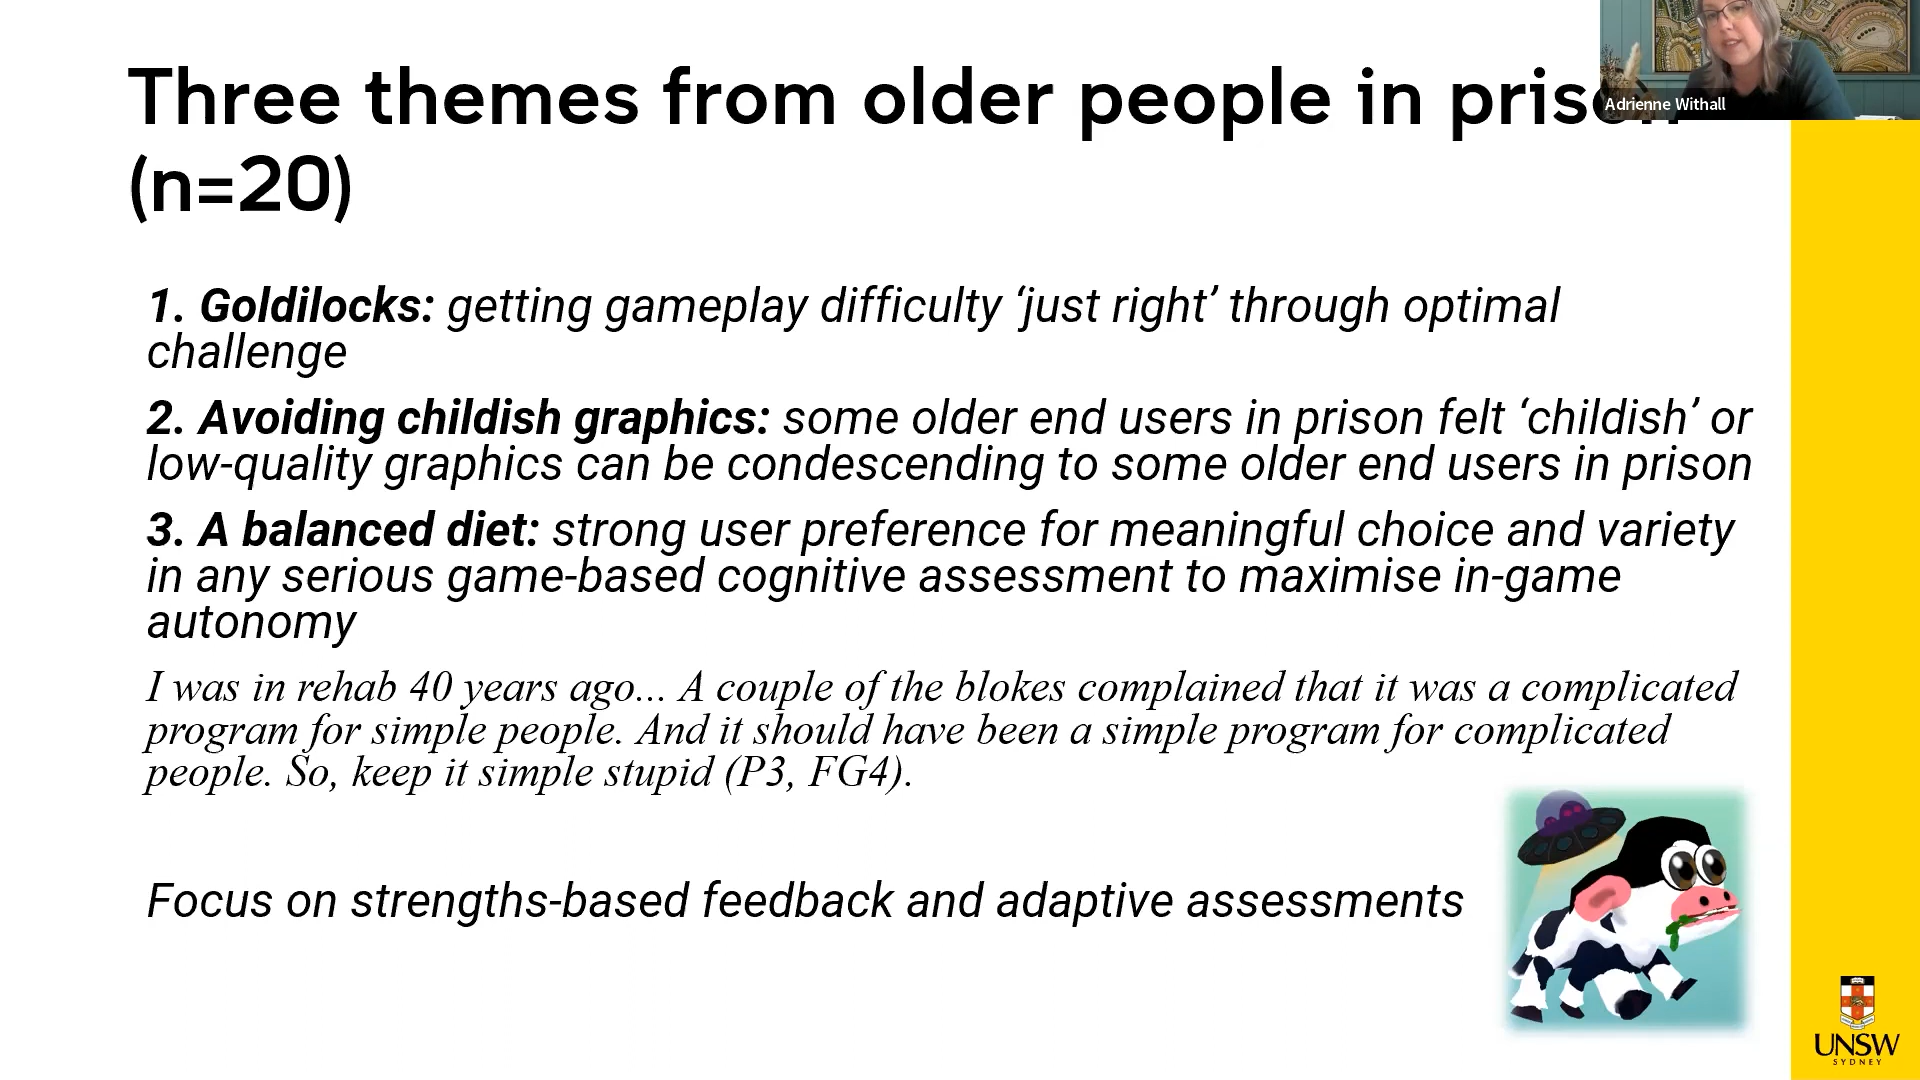 Three themes from older people in prison
(n=20)
Adrienne Withall
1. Goldilocks: getting gameplay difficulty ‘just right’ through optimal
challenge
2. Avoiding childish graphics: some older end users in prison felt ‘childish’ or
low-quality graphics can be condescending to some older end users in prison
3. A balanced diet: strong user preference for meaningful choice and variety
in any serious game-based cognitive assessment to maximise in-game
autonomy
I was in rehab 40 years ago... A couple of the blokes complained that it was a complicated
program for simple people. And it should have been a simple program for complicated
people. So, keep it simple stupid (P3, FG4).
Focus on strengths-based feedback and adaptive assessments
UNSW
SYDNEY